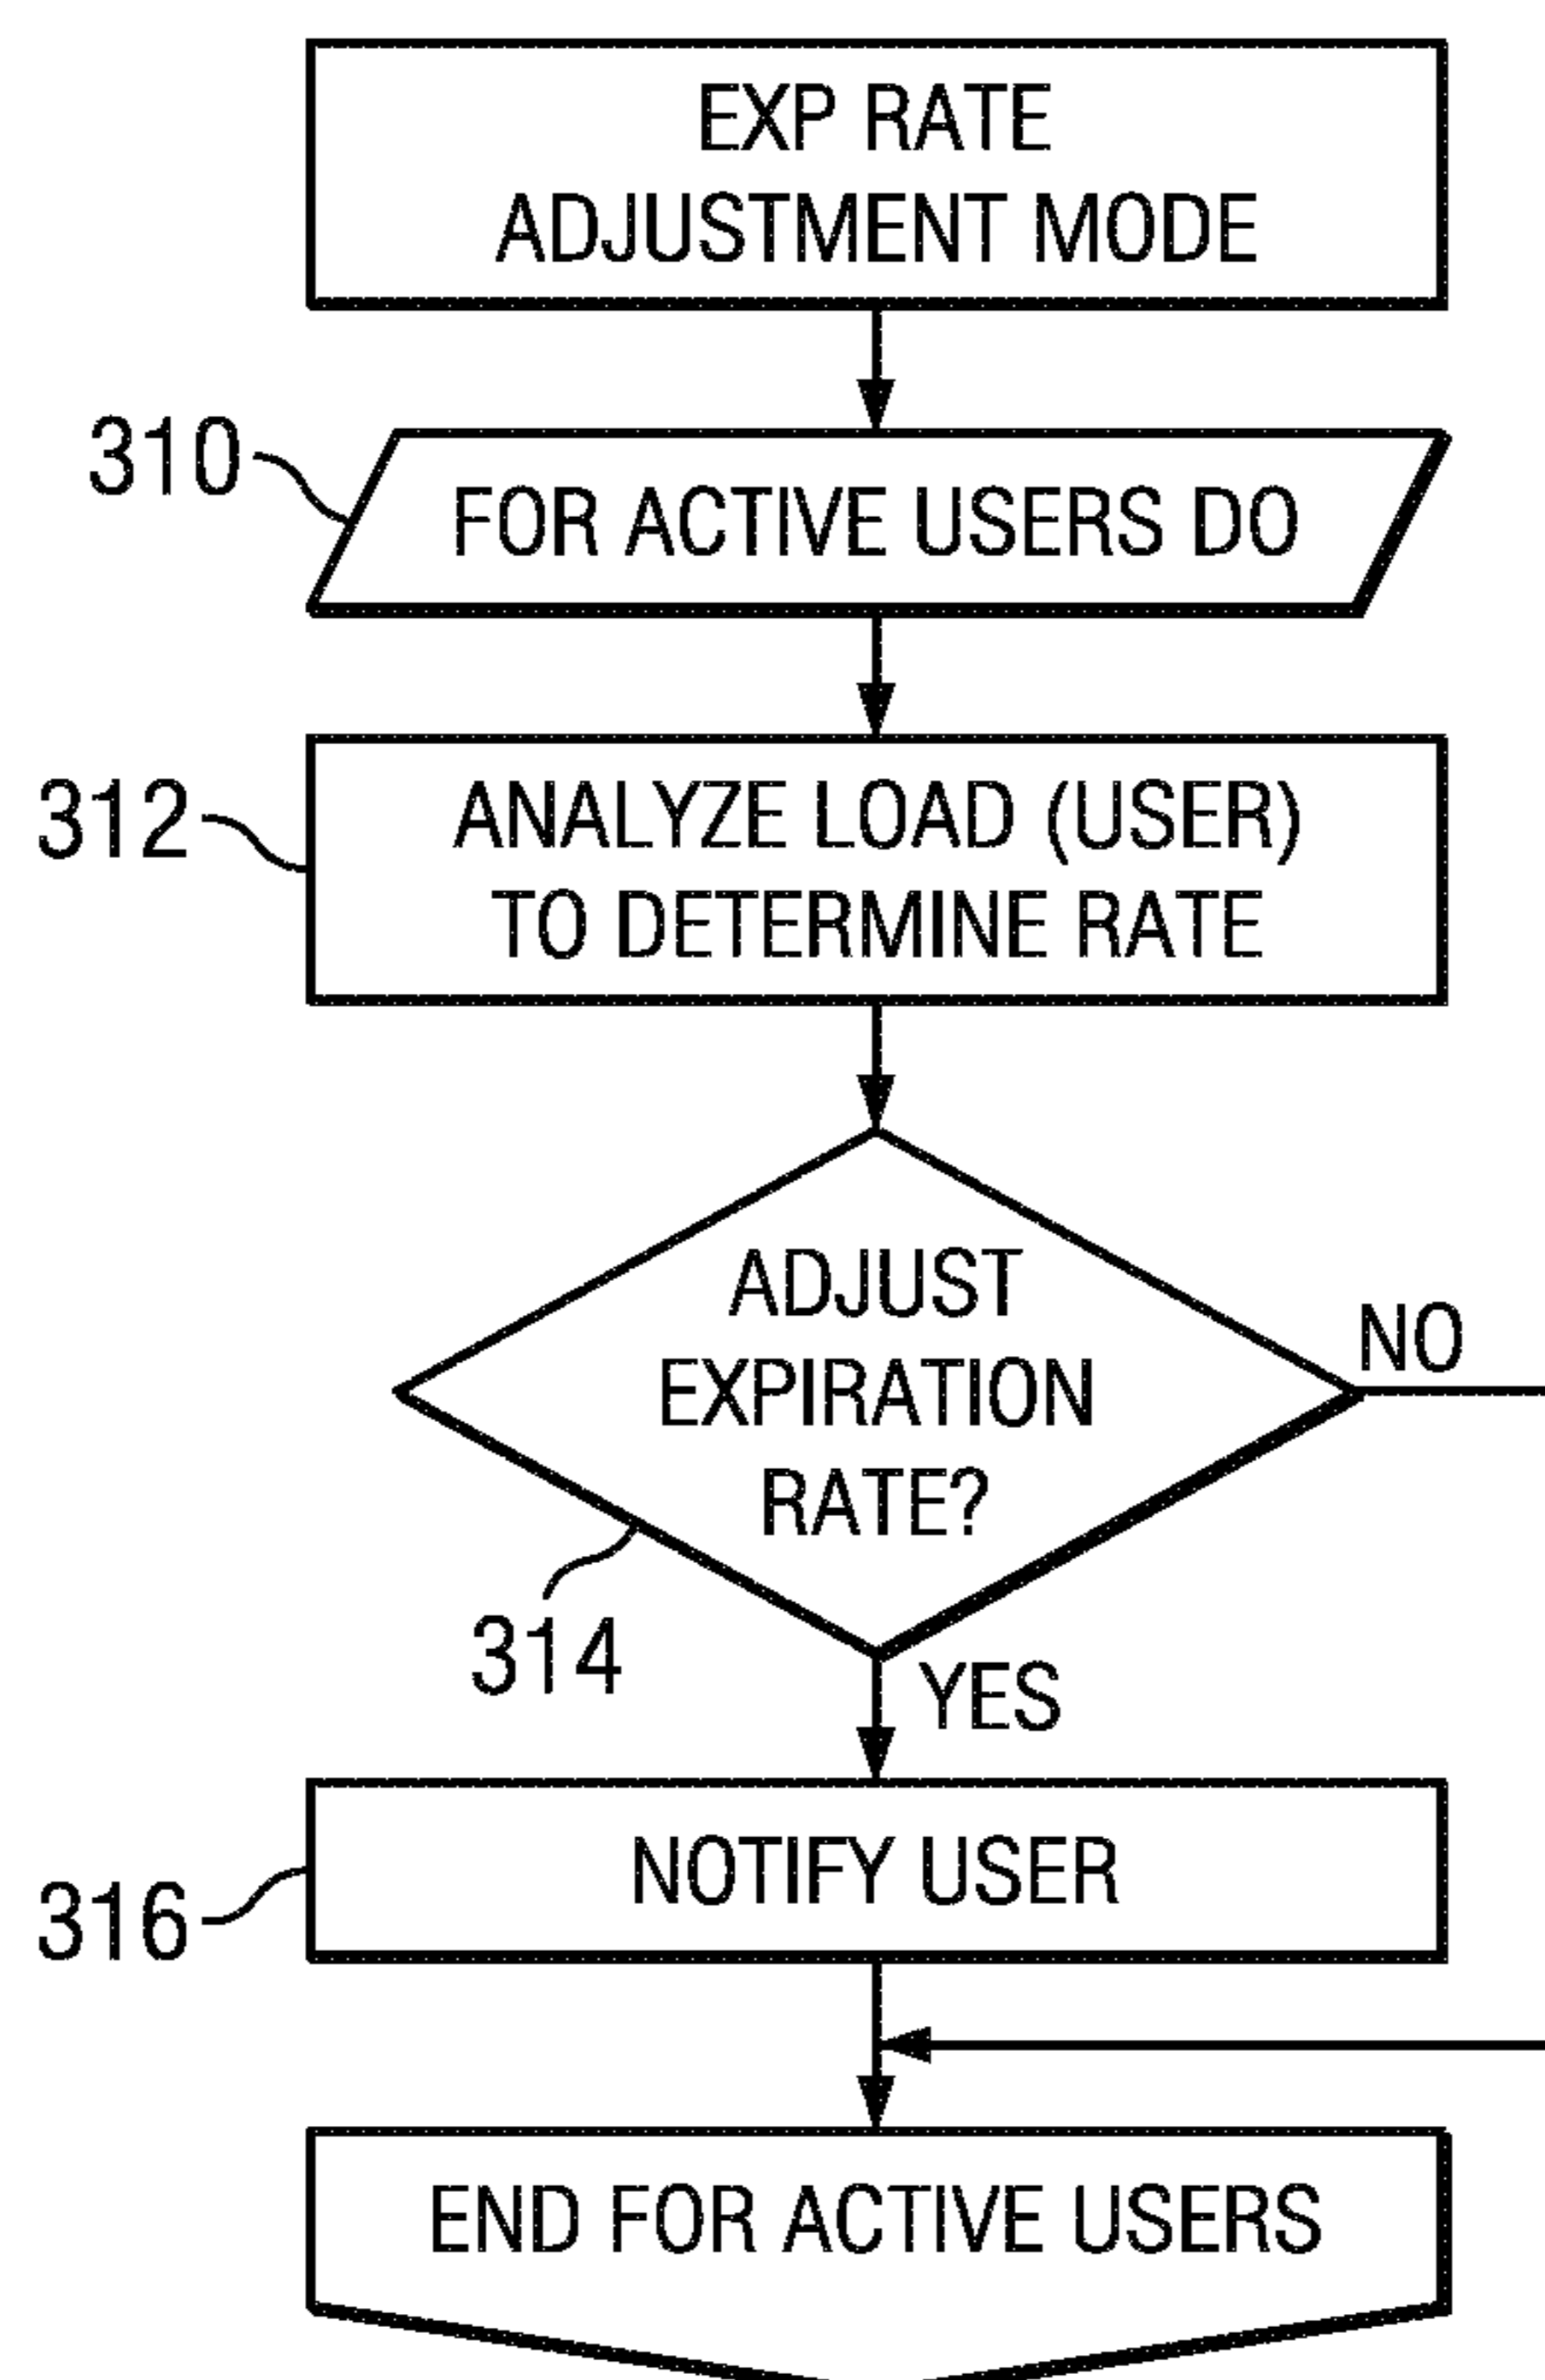 EXP RATE
ADJUSTMENT MODE
310
FOR ACTIVE USERS DO
312
ANALYZE LOAD (USER)
TO DETERMINE RATE
ADJUST
EXPIRATION
RATE?
NO
314
YES
NOTIFY USER
316
END FOR ACTIVE USERS